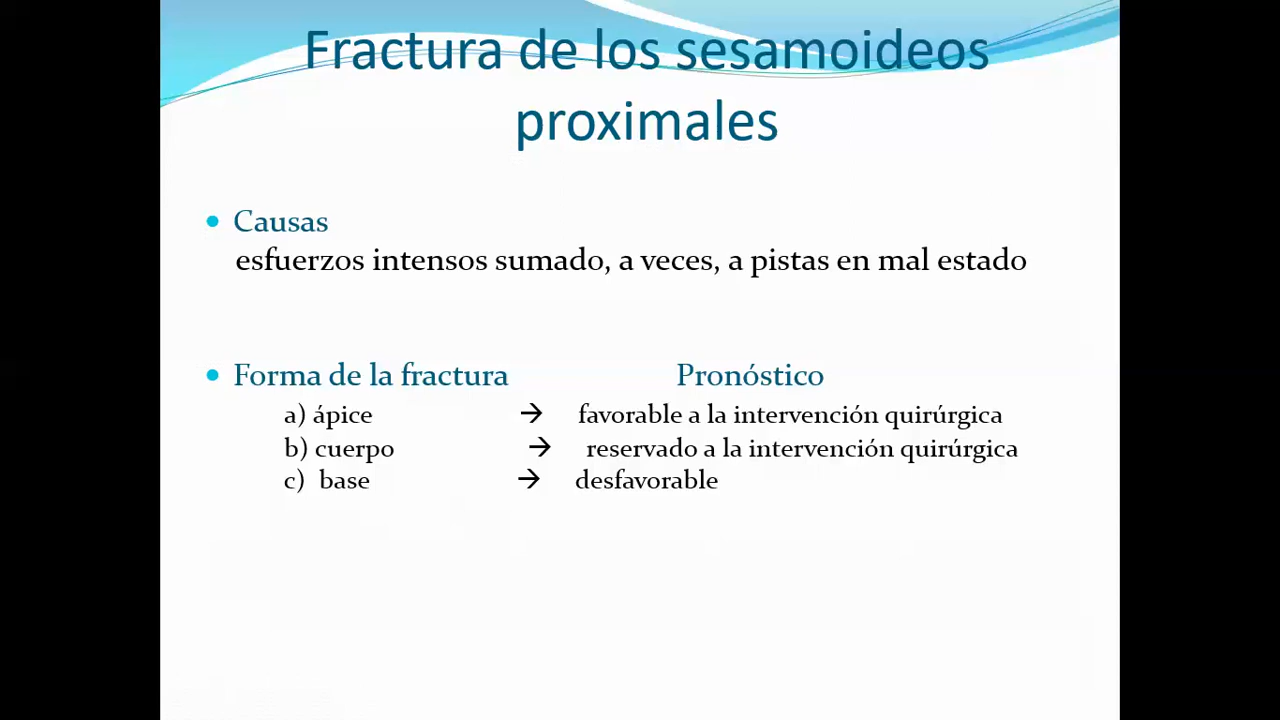 Fractura de los sesamoideos
proximales
• Causas
esfuerzos intensos sumado, a veces, a pistas en mal estado
• Forma de la fractura Pronóstico
a) ápice → favorable a la intervención quirúrgica
b) cuerpo → reservado a la intervención quirúrgica
c) base → desfavorable